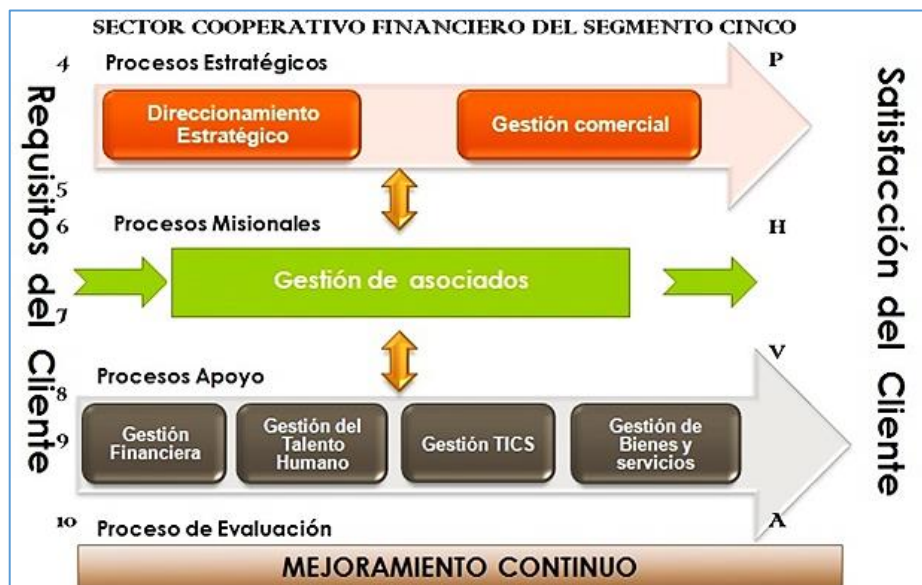 SECTOR COOPERATIVO FINANCIERO DEL SEGMENTO CINCO
4 Procesos Estratégicos P
Direccionamiento
Estratégico
Gestión comercial
5
6 Procesos Misionales H
Gestión de asociados
7
V
Procesos Apoyo
8
9
Gestión
Financiera
Gestión del
Talento
Humano
Gestión TICS
Gestión de
Bienes y
servicios
10 Proceso de Evaluación A
MEJORAMIENTO CONTINUO
Requisitos del Cliente
Satisfacción del Cliente